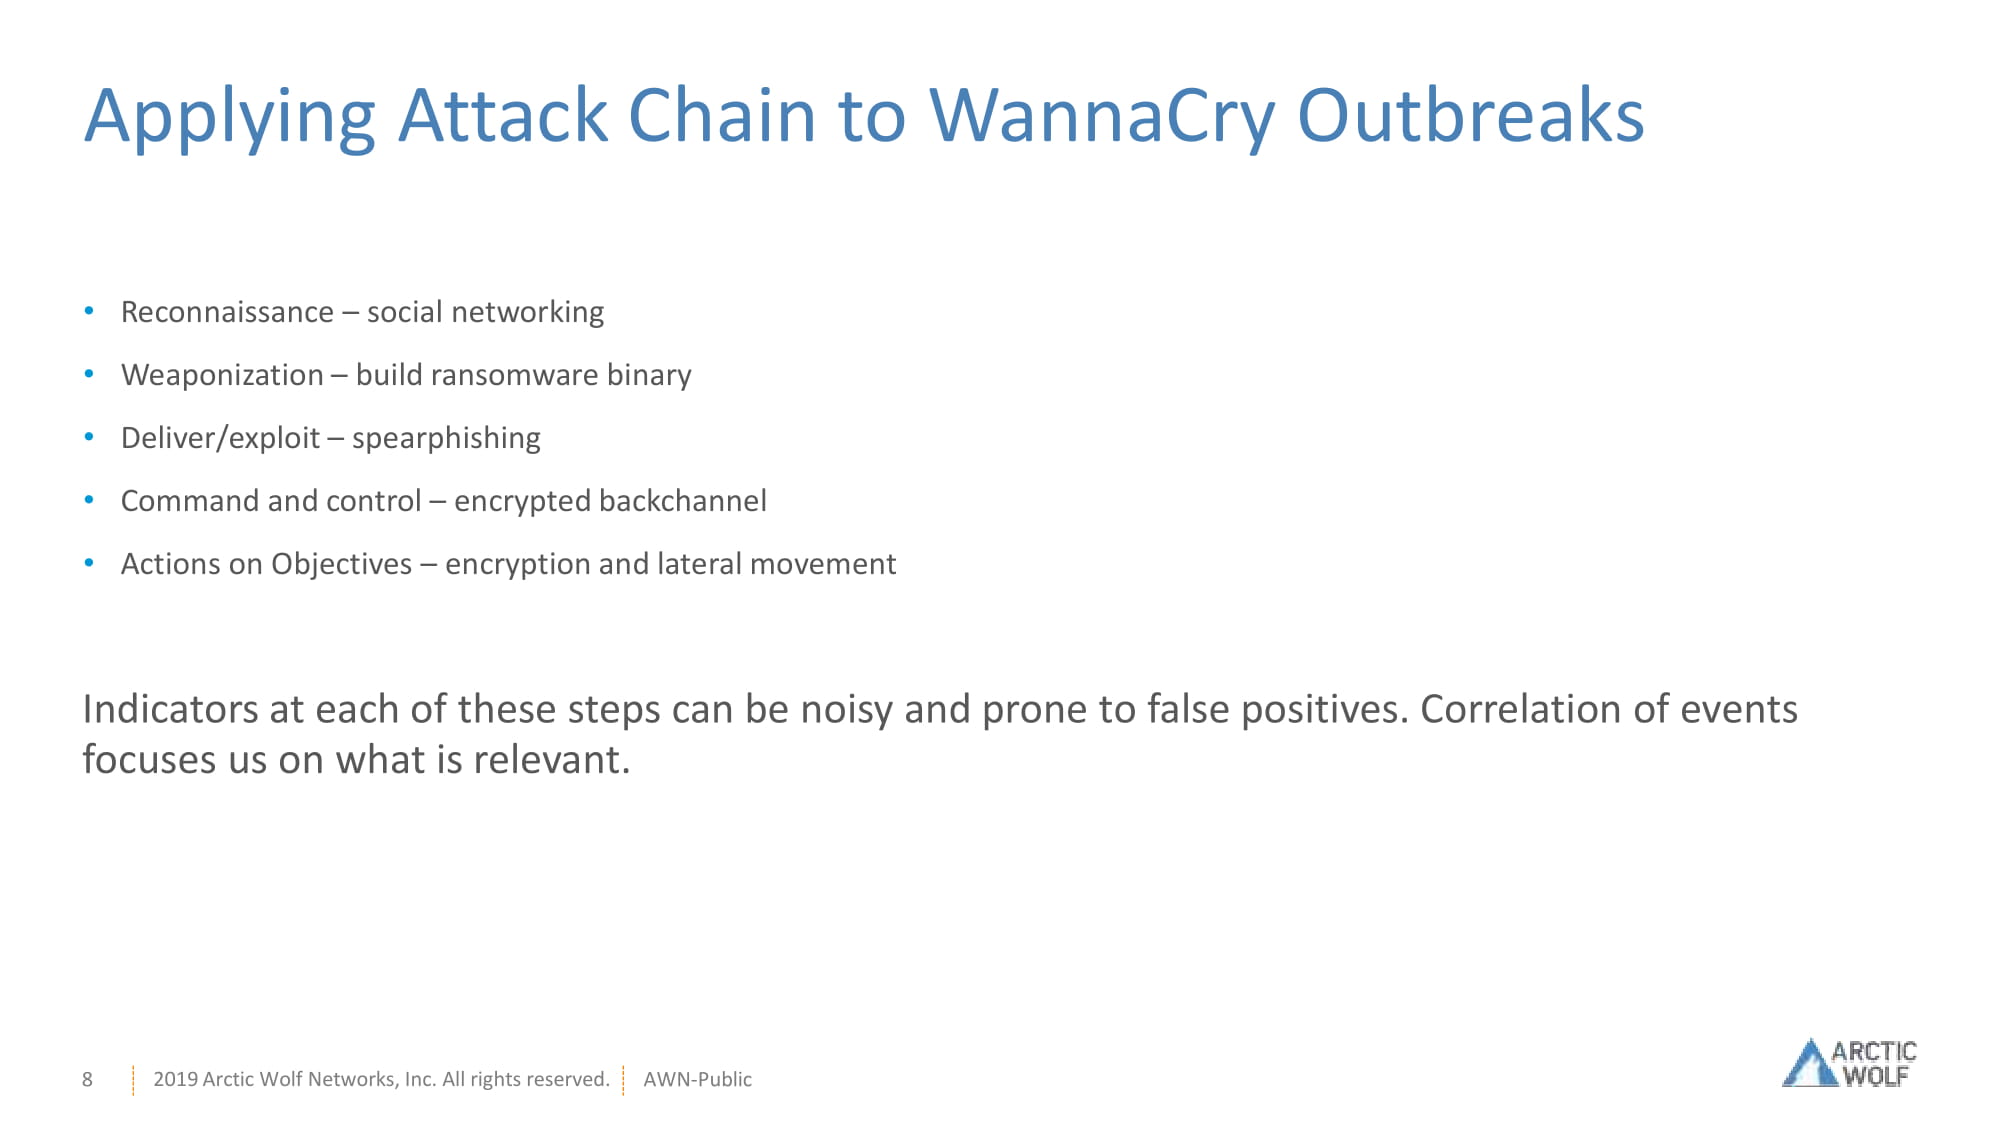 Applying Attack Chain to WannaCry Outbreaks
• Reconnaissance – social networking
• Weaponization – build ransomware binary
• Deliver/exploit – spearphishing
• Command and control – encrypted backchannel
• Actions on Objectives – encryption and lateral movement
Indicators at each of these steps can be noisy and prone to false positives. Correlation of events
focuses us on what is relevant.
8 2019 Arctic Wolf Networks, Inc. All rights reserved. AWN-Public
ARCTIC
WOLF